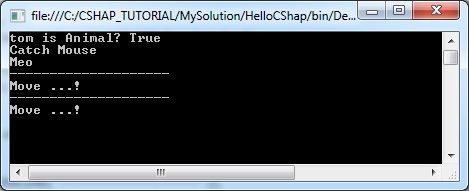 file:///C:/CSHAP_TUTORIAL/MySolution/HelloCShap/bin/De...
tom is Animal? True
Catch Mouse
Meo
--------------------
Move ...!
--------------------
Move ...!